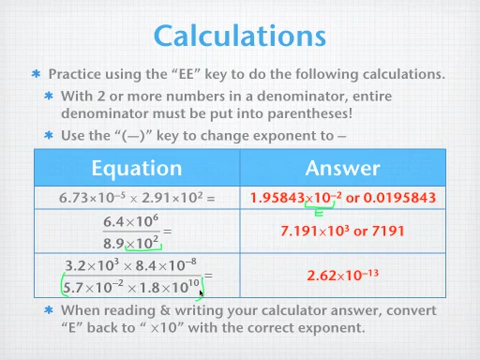 Calculations
* Practice using the “EE” key to do the following calculations.
* With 2 or more numbers in a denominator, entire
denominator must be put into parentheses!
* Use the “(—)” key to change exponent to –
Equation Answer
6.73×10⁻⁵ × 2.91×10² = 1.95843×10⁻² or 0.0195843
E
6.4×10⁶
= 7.191×10³ or 7191
8.9×10²
3.2×10³ × 8.4×10⁻⁸
= 2.62×10⁻¹³
(5.7×10⁻² × 1.8×10¹⁰)
* When reading & writing your calculator answer, convert
“E” back to “ ×10” with the correct exponent.